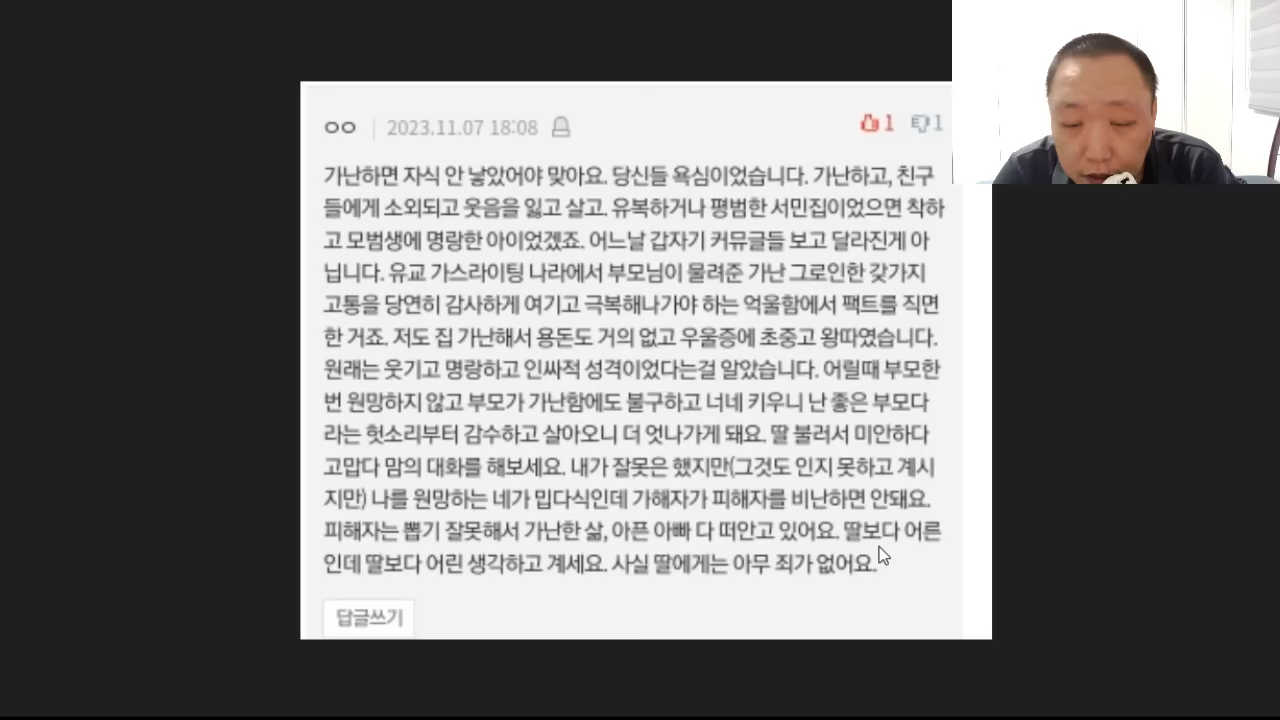 ㅇㅇ | 2023.11.07 18:08 1 1
가난하면 자식 안 낳았어야 맞아요. 당신들 욕심이었습니다. 가난하고, 친구
들에게 소외되고 웃음을 잃고 살고. 유복하거나 평범한 서민집이었으면 착하
고 모범생에 명랑한 아이었겠죠. 어느날 갑자기 커뮤글들 보고 달라진게 아
닙니다. 유교 가스라이팅 나라에서 부모님이 물려준 가난 그로인한 갖가지
고통을 당연히 감사하게 여기고 극복해나가야 하는 억울함에서 팩트를 직면
한 거죠. 저도 집 가난해서 용돈도 거의 없고 우울증에 초중고 왕따였습니다.
원래는 웃기고 명랑하고 인싸적 성격이었다는걸 알았습니다. 어릴때 부모한
번 원망하지 않고 부모가 가난함에도 불구하고 너네 키우니 난 좋은 부모다
라는 헛소리부터 감수하고 살아오니 더 엇나가게 돼요. 딸 불러서 미안하다
고맙다 맘의 대화를 해보세요. 내가 잘못은 했지만(그것도 인지 못하고 계시
지만) 나를 원망하는 네가 밉다식인데 가해자가 피해자를 비난하면 안돼요.
피해자는 뽑기 잘못해서 가난한 삶, 아픈 아빠 다 떠안고 있어요. 딸보다 어른
인데 딸보다 어린 생각하고 계세요. 사실 딸에게는 아무 죄가 없어요.
답글쓰기